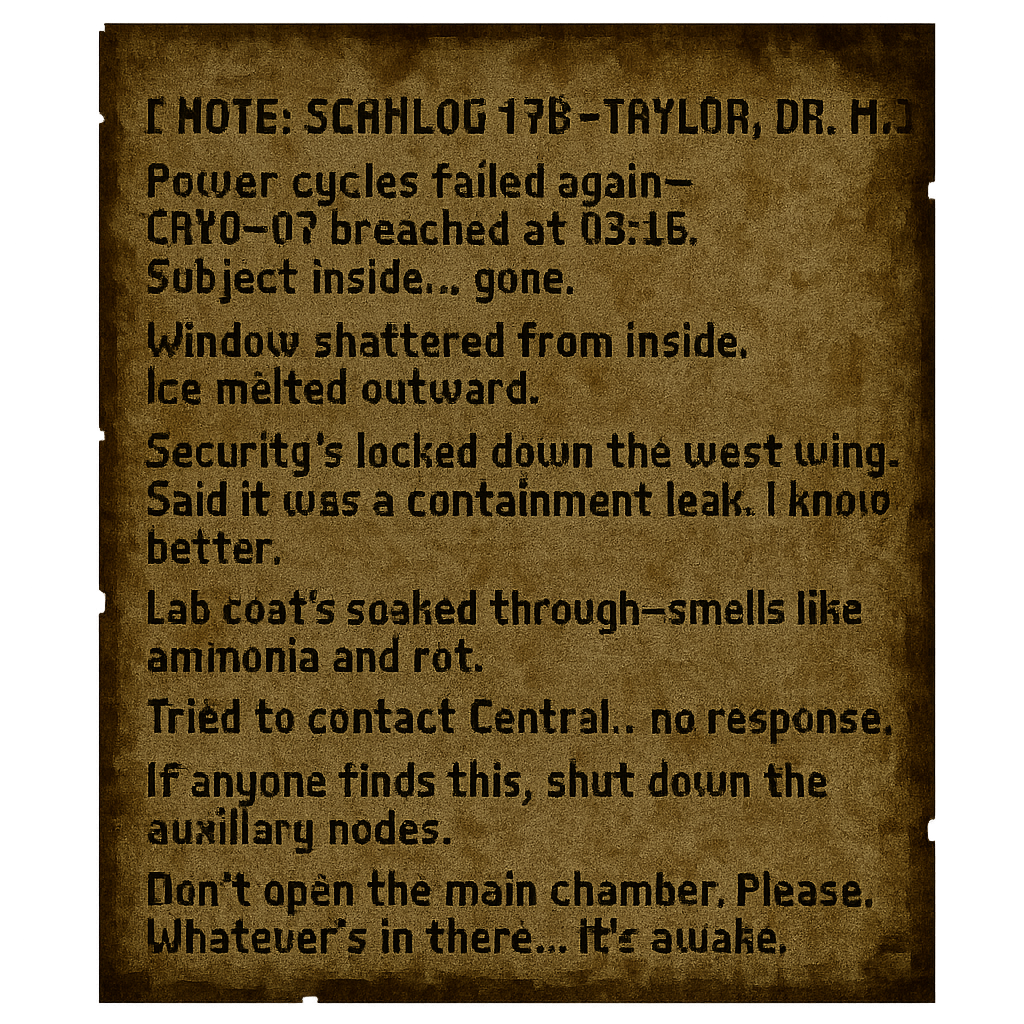 [ NOTE: SCANLOG 17B-TAYLOR, DR. M.]
Power cycles failed again—
CRYO-07 breached at 03:16.
Subject inside... gone.
Window shattered from inside.
Ice melted outward.
Security's locked down the west wing.
Said it was a containment leak. I know
better.
Lab coat's soaked through—smells like
ammonia and rot.
Tried to contact Central.. no response.
If anyone finds this, shut down the
auxillary nodes.
Don't open the main chamber. Please.
Whatever's in there... it's awake.